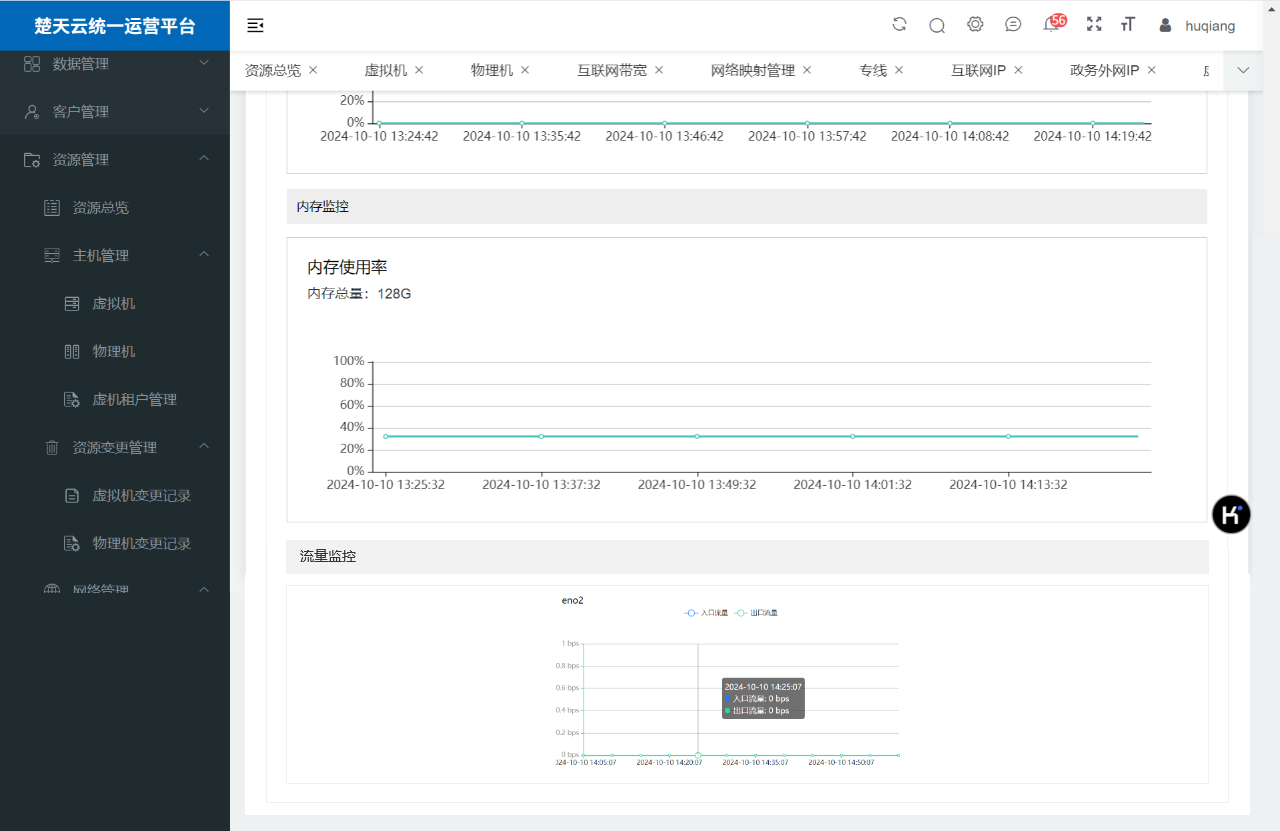 楚天云统一运营平台
56
huqiang
数据管理
客户管理
资源管理
资源总览
主机管理
虚拟机
物理机
虚机租户管理
资源变更管理
虚拟机变更记录
物理机变更记录
网络管理
资源总览 × 虚拟机 × 物理机 × 互联网带宽 × 网络映射管理 × 专线 × 互联网IP × 政务外网IP ×
20%
0%
2024-10-10 13:24:42 2024-10-10 13:35:42 2024-10-10 13:46:42 2024-10-10 13:57:42 2024-10-10 14:08:42 2024-10-10 14:19:42
内存监控
内存使用率
内存总量：128G
100%
80%
60%
40%
20%
0%
2024-10-10 13:25:32 2024-10-10 13:37:32 2024-10-10 13:49:32 2024-10-10 14:01:32 2024-10-10 14:13:32
流量监控
eno2
入口流量 出口流量
1 bps
0.8 bps
0.6 bps
0.4 bps
0.2 bps
0 bps
2024-10-10 14:25:07
入口流量: 0 bps
出口流量: 0 bps
24-10-10 14:05:07 2024-10-10 14:20:07 2024-10-10 14:35:07 2024-10-10 14:50:07
K